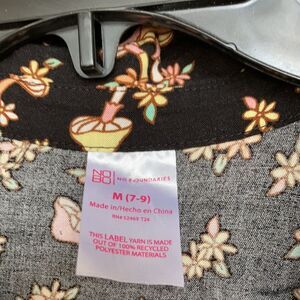 NO
BO
NO BOUNDARIES
M (7-9)
Made in/Hecho en China
RN# 52469 T24
THIS LABEL YARN IS MADE
OUT OF 100% RECYCLED
POLYESTER MATERIALS